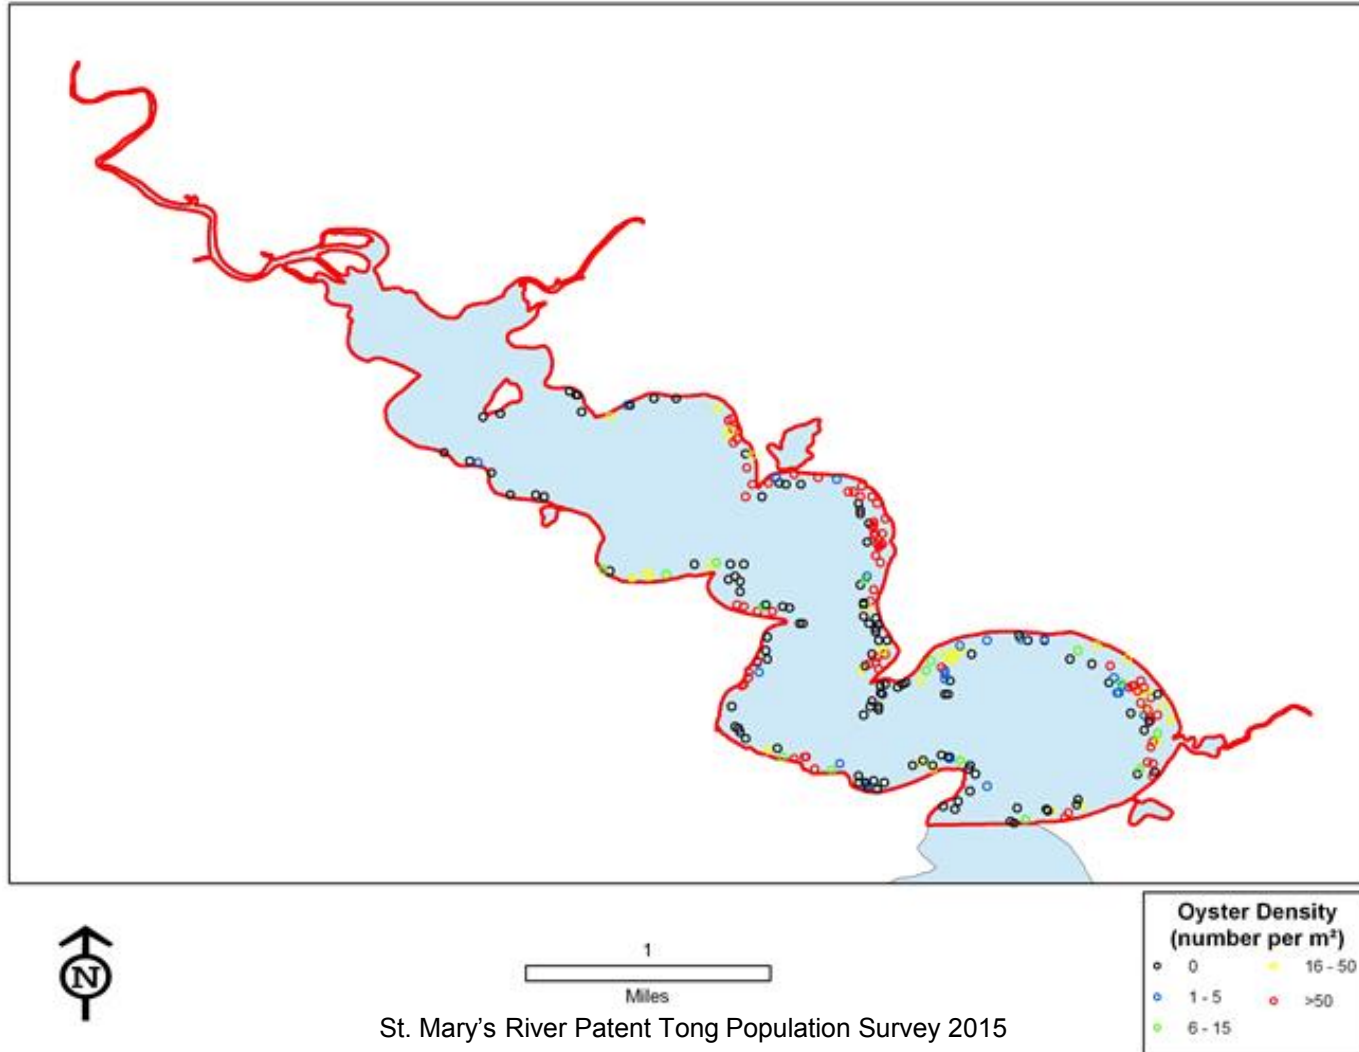 N
1
Miles
St. Mary's River Patent Tong Population Survey 2015
Oyster Density
(number per m²)
0
16 - 50
1 - 5
>50
6 - 15